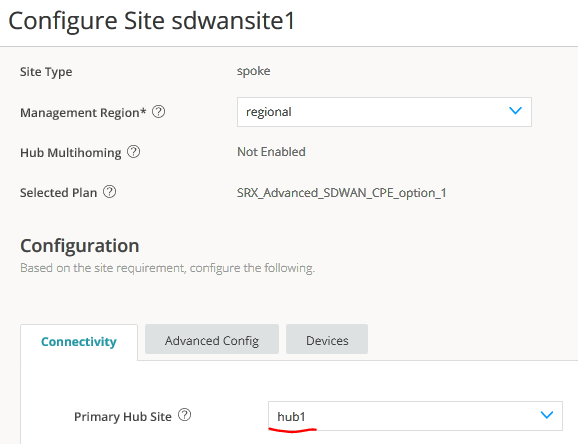 Configure Site sdwansite1
Site Type spoke
Management Region* ? regional
Hub Multihoming ? Not Enabled
Selected Plan ? SRX_Advanced_SDWAN_CPE_option_1
Configuration
Based on the site requirement, configure the following.
Connectivity Advanced Config Devices
Primary Hub Site ? hub1